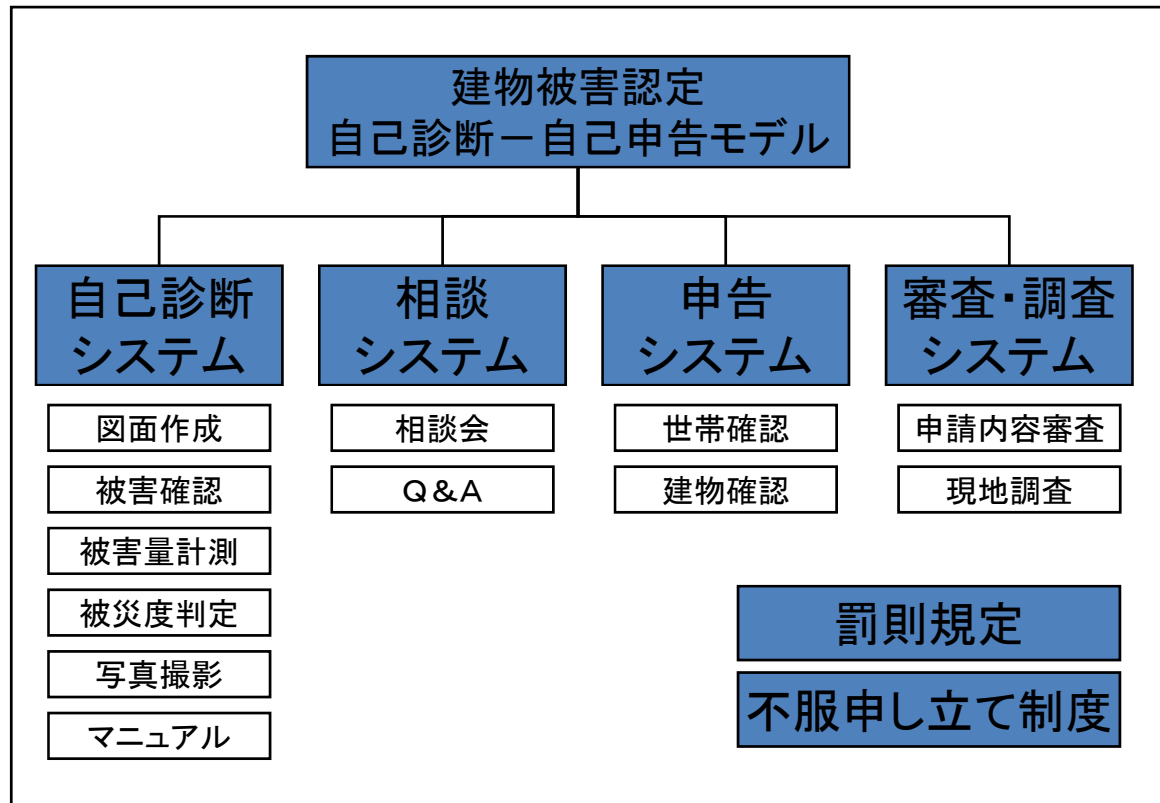 建物被害認定
自己診断－自己申告モデル
自己診断
システム
図面作成
被害確認
被害量計測
被災度判定
写真撮影
マニュアル
相談
システム
相談会
Q&A
申告
システム
世帯確認
建物確認
審査・調査
システム
申請内容審査
現地調査
罰則規定
不服申し立て制度